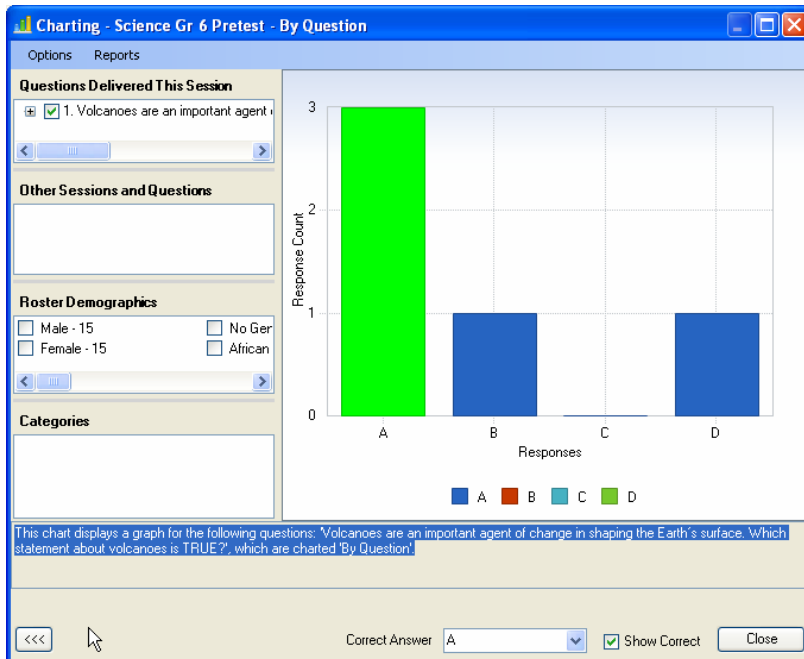 Charting - Science Gr 6 Pretest - By Question
Options Reports
Questions Delivered This Session
1. Volcanoes are an important agent
Other Sessions and Questions
Roster Demographics
Male - 15 No Ger
Female - 15 African
Categories
3
2
1
0
Response Count
A B C D
Responses
A B C D
This chart displays a graph for the following questions: 'Volcanoes are an important agent of change in shaping the Earth's surface. Which
statement about volcanoes is TRUE?', which are charted 'By Question'.
<<< Correct Answer A Show Correct Close